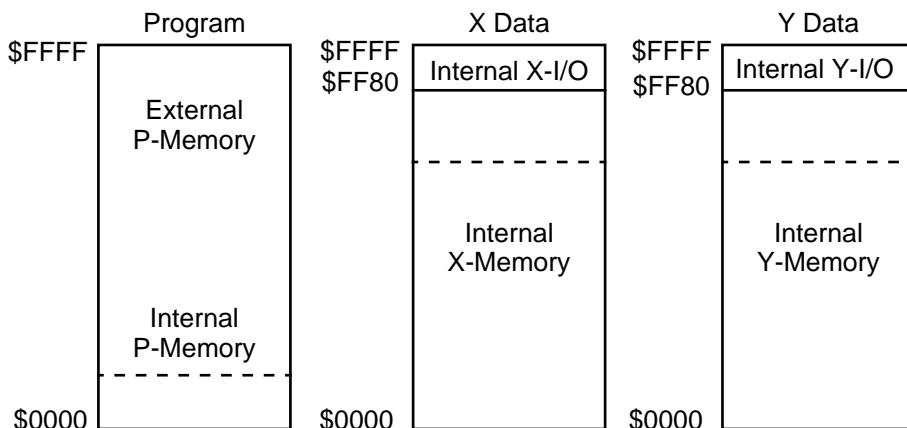 Program
$FFFF
External
P-Memory
Internal
P-Memory
$0000
X Data
$FFFF
$FF80
Internal X-I/O
Internal
X-Memory
$0000
Y Data
$FFFF
$FF80
Internal Y-I/O
Internal
Y-Memory
$0000